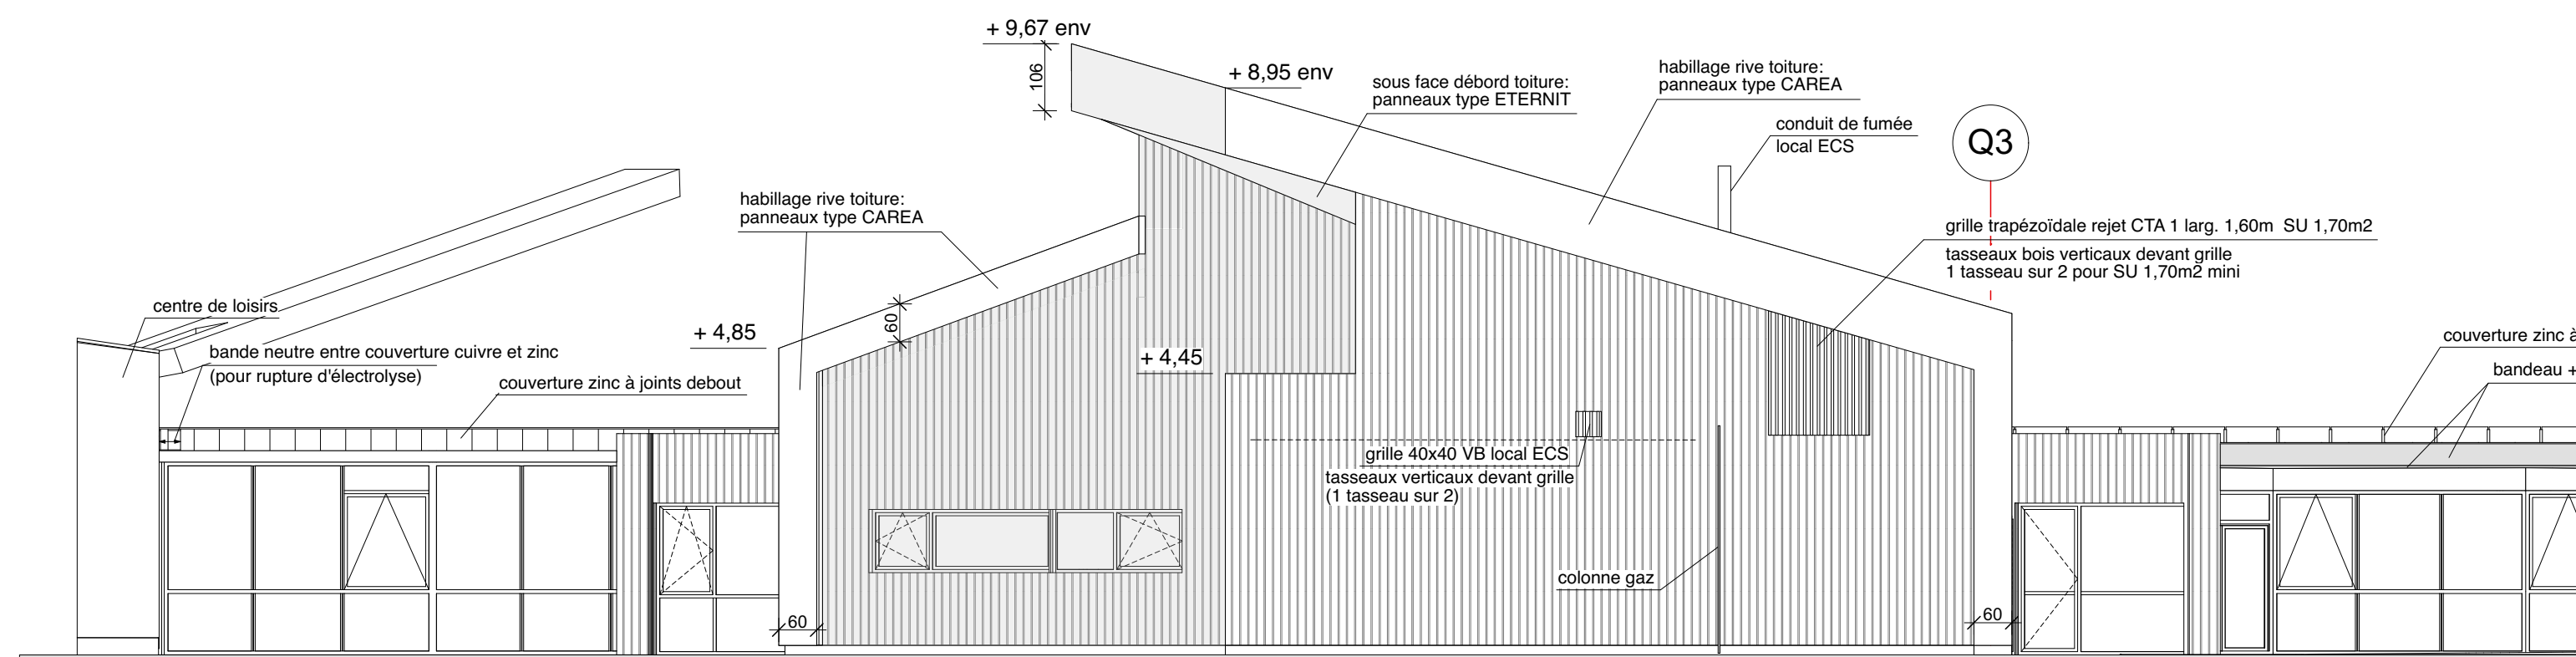 + 9,67 env
106
+ 8,95 env
sous face débord toiture:
panneaux type ETERNIT
habillage rive toiture:
panneaux type CAREA
conduit de fumée
local ECS
Q3
habillage rive toiture:
panneaux type CAREA
grille trapézoïdale rejet CTA 1 larg. 1,60m SU 1,70m2
tasseaux bois verticaux devant grille
1 tasseau sur 2 pour SU 1,70m2 mini
centre de loisirs
60
+ 4,85
+ 4,45
bande neutre entre couverture cuivre et zinc
(pour rupture d'électrolyse)
couverture zinc à joints debout
couverture zinc à
bandeau +
grille 40x40 VB local ECS
tasseaux verticaux devant grille
(1 tasseau sur 2)
colonne gaz
60
60